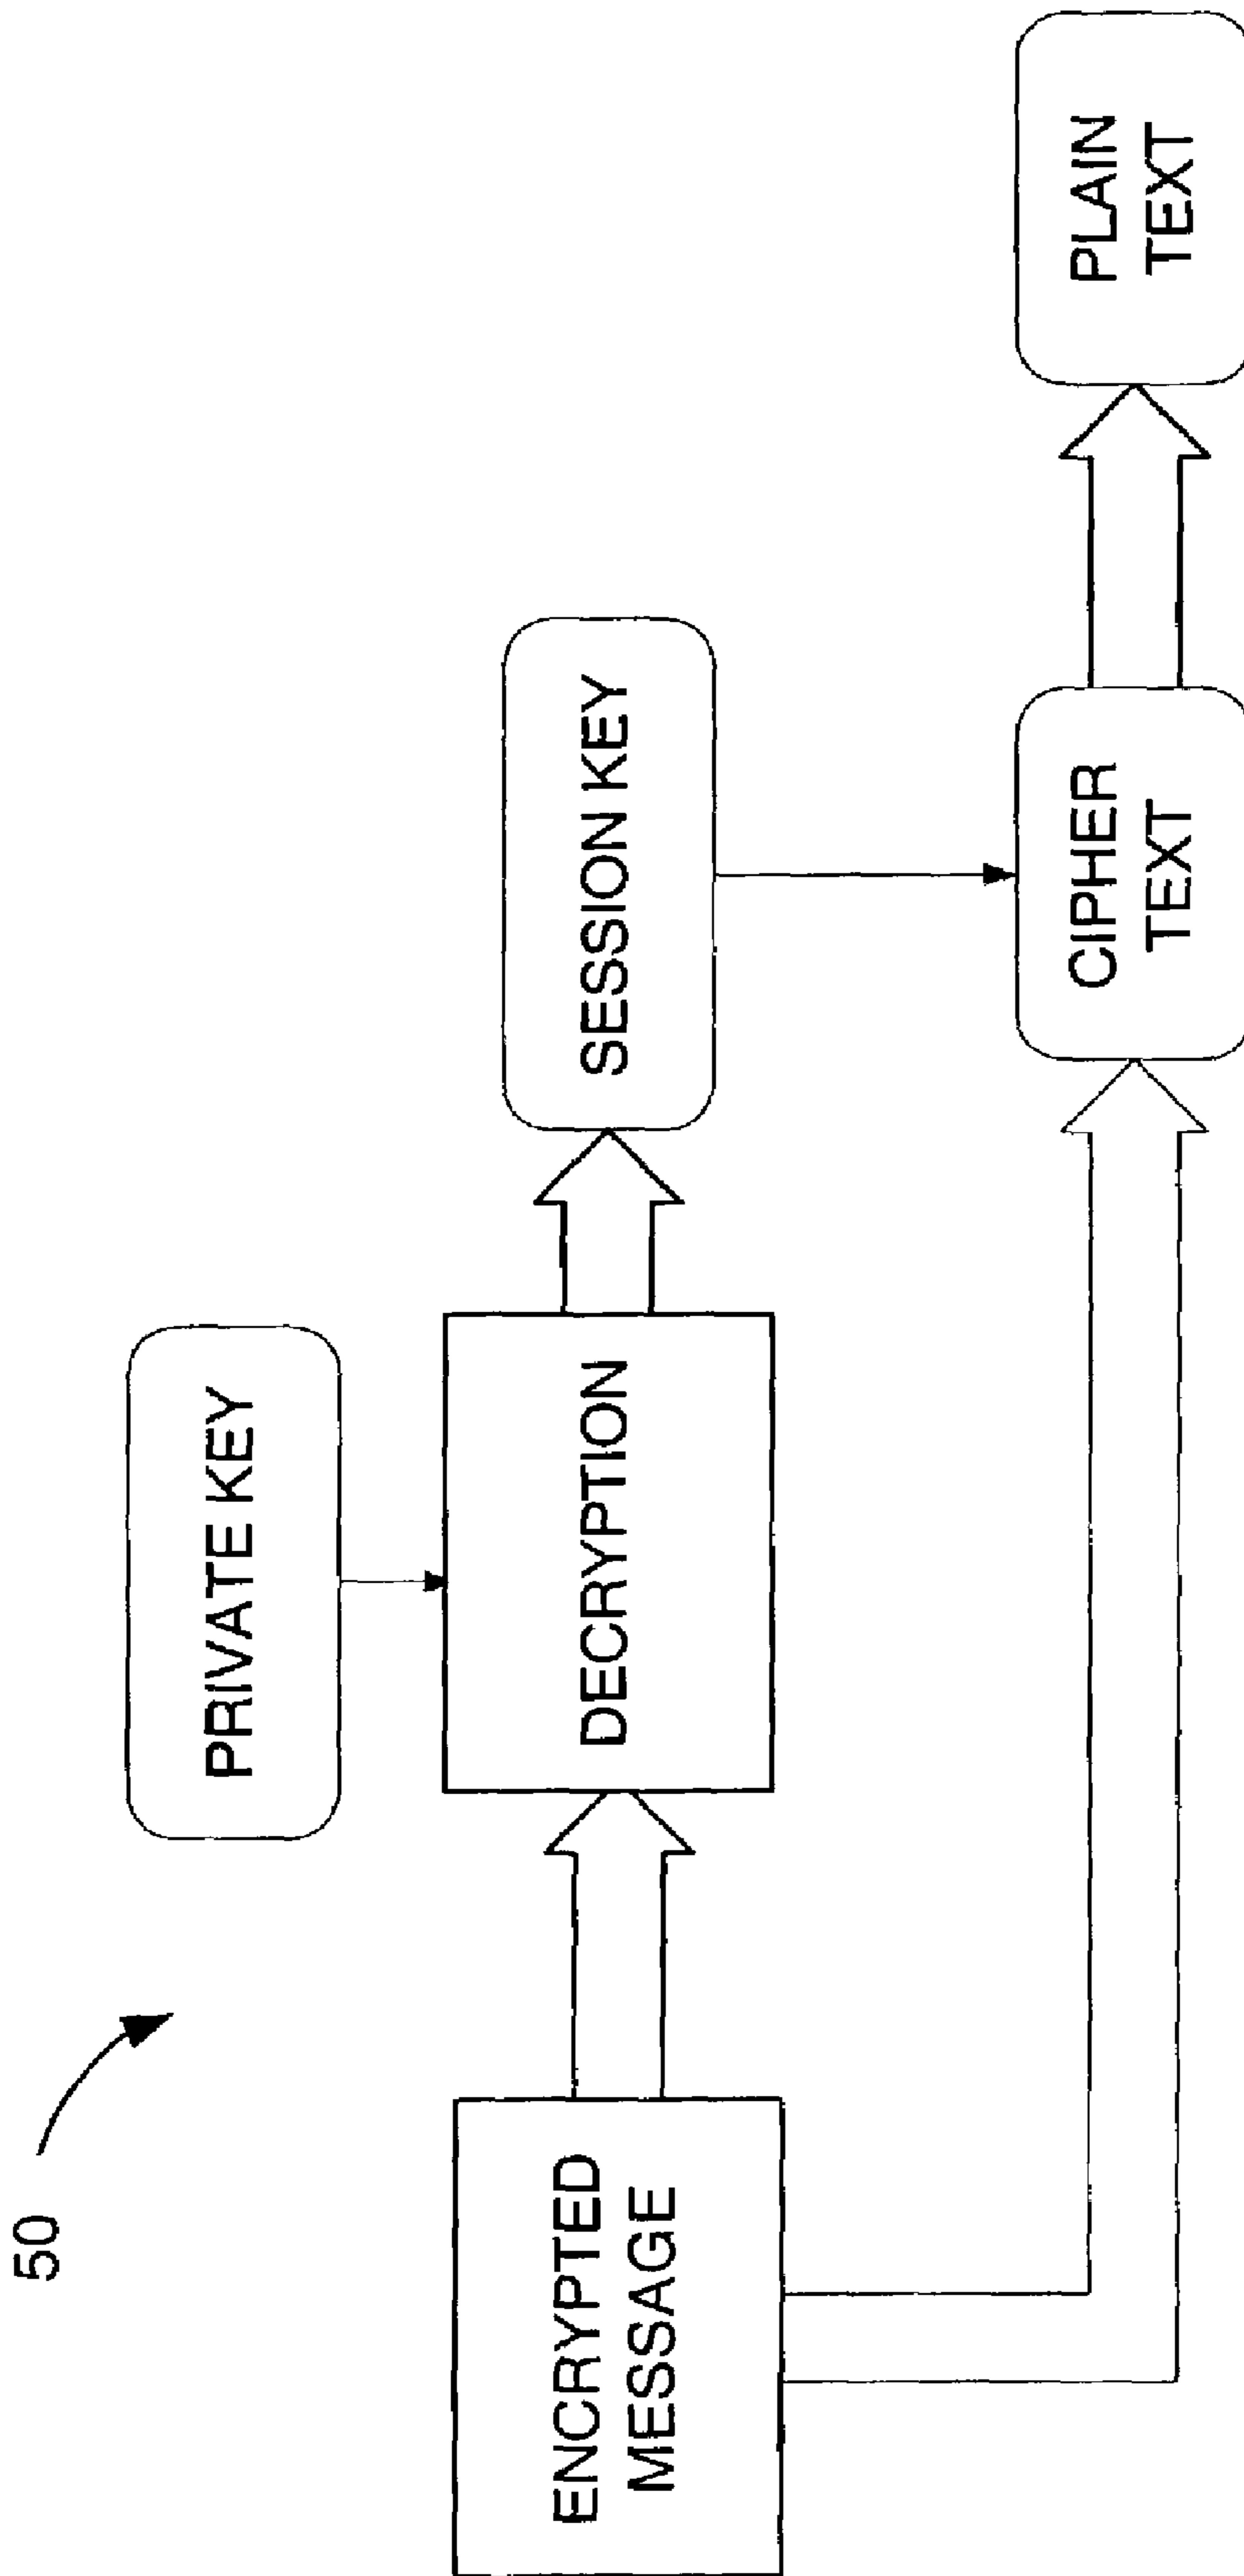 50
PRIVATE KEY
ENCRYPTED
MESSAGE
DECRYPTION
SESSION KEY
CIPHER
TEXT
PLAIN
TEXT